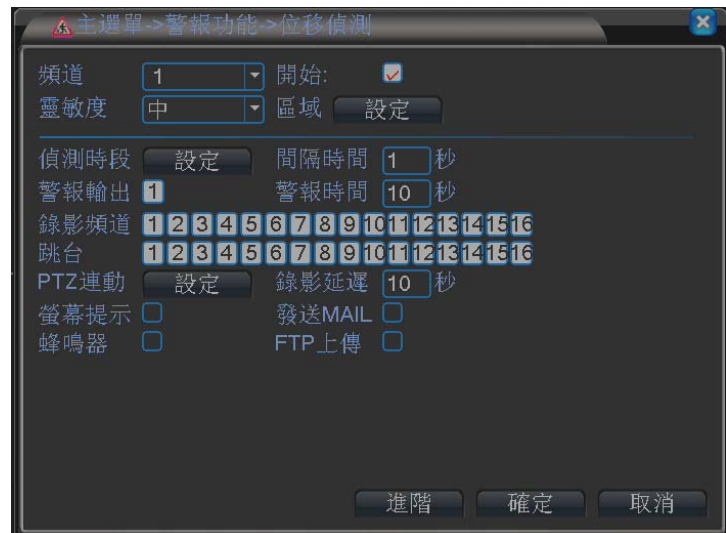 主選單->警報功能->位移偵測
頻道 1 開始:
靈敏度 中 區域 設定
偵測時段 設定 間隔時間 1 秒
警報輸出 1 警報時間 10 秒
錄影頻道 1 2 3 4 5 6 7 8 9 10 11 12 13 14 15 16
跳台 1 2 3 4 5 6 7 8 9 10 11 12 13 14 15 16
PTZ連動 設定 錄影延遲 10 秒
螢幕提示 發送MAIL
蜂鳴器 FTP上傳
進階 確定 取消